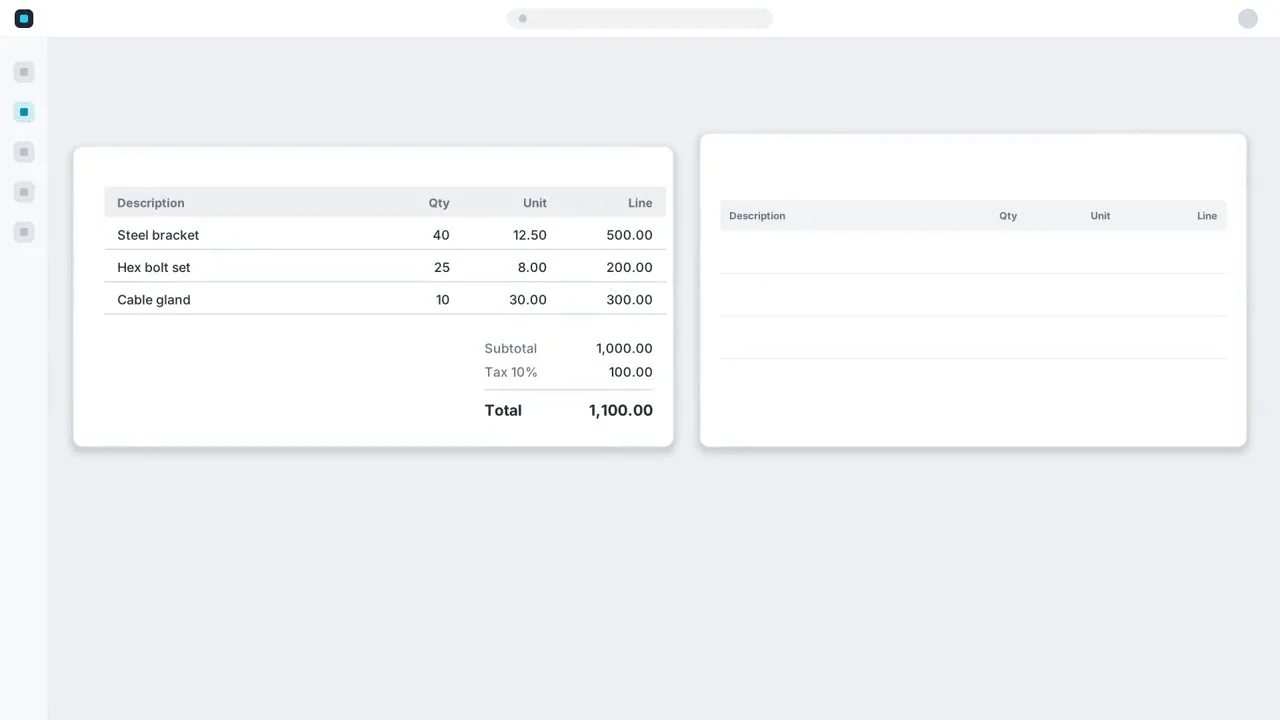 Description Qty Unit Line
Steel bracket 40 12.50 500.00
Hex bolt set 25 8.00 200.00
Cable gland 10 30.00 300.00
Subtotal 1,000.00
Tax 10% 100.00
Total 1,100.00
Description Qty Unit Line